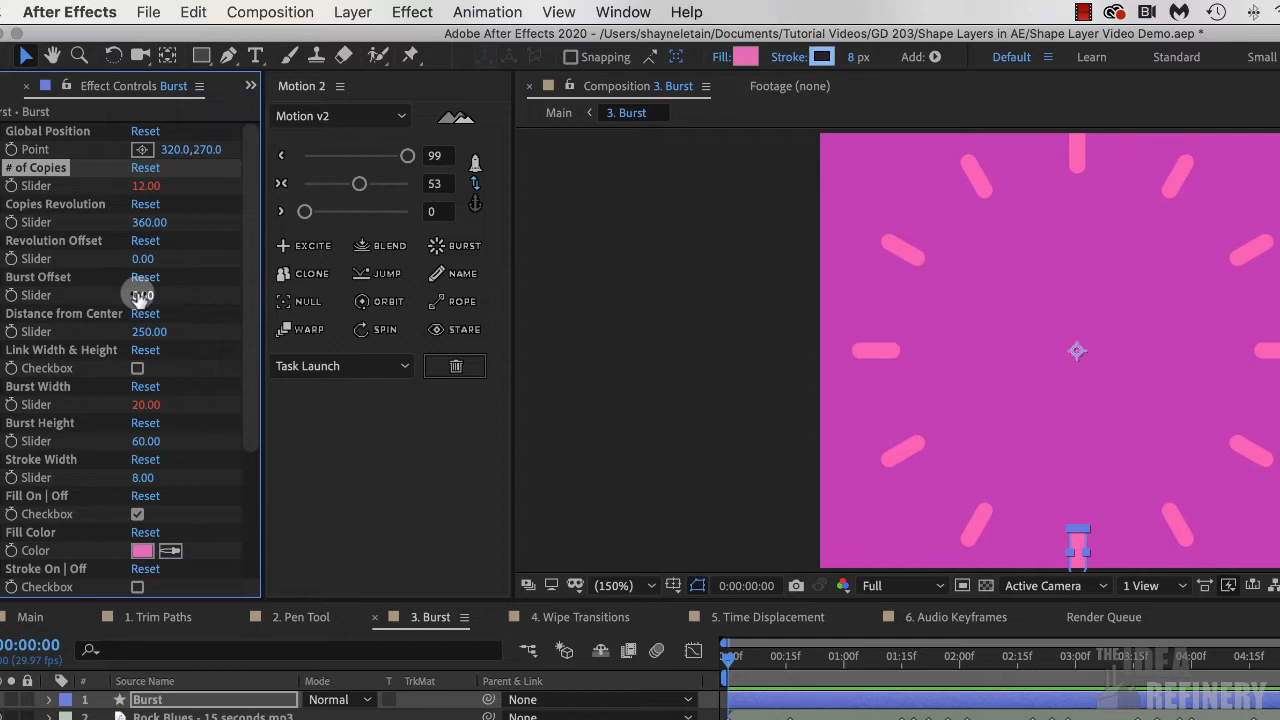 After Effects File Edit Composition Layer Effect Animation View Window Help
Adobe After Effects 2020 - /Users/shayneletain/Documents/Tutorial Videos/GD 203/Shape Layers in AE/Shape Layer Video Demo.aep *
Snapping Fill: Stroke: 8 px Add: Default Learn Standard Small
Effect Controls Burst
Motion 2
Composition 3. Burst
Footage (none)
rst • Burst
Main 3. Burst
Global Position Reset
Point 320.0,270.0
# of Copies Reset
Slider 12.00
Copies Revolution Reset
Slider 360.00
Revolution Offset Reset
Slider 0.00
Burst Offset Reset
Slider
Distance from Center Reset
Slider 250.00
Link Width & Height Reset
Checkbox
Burst Width Reset
Slider 20.00
Burst Height Reset
Slider 60.00
Stroke Width Reset
Slider 8.00
Fill On | Off Reset
Checkbox
Fill Color Reset
Color
Stroke On | Off Reset
Checkbox
Motion v2
99
53
0
EXCITE BLEND BURST
CLONE JUMP NAME
NULL ORBIT ROPE
WARP SPIN STARE
Task Launch
(150%) 0:00:00:00 Full Active Camera 1 View
Main 1. Trim Paths 2. Pen Tool 3. Burst 4. Wipe Transitions 5. Time Displacement 6. Audio Keyframes Render Queue
00:00:00
00 (29.97 fps)
00f 00:15f 01:00f 01:15f 02:00f 02:15f 03:00f 03:15f 04:00f 04:15f
Source Name Mode T TrkMat Parent & Link
1 Burst Normal None
2 Rock Blues - 15 seconds.mp3 None
THE IDEA
REFINERY